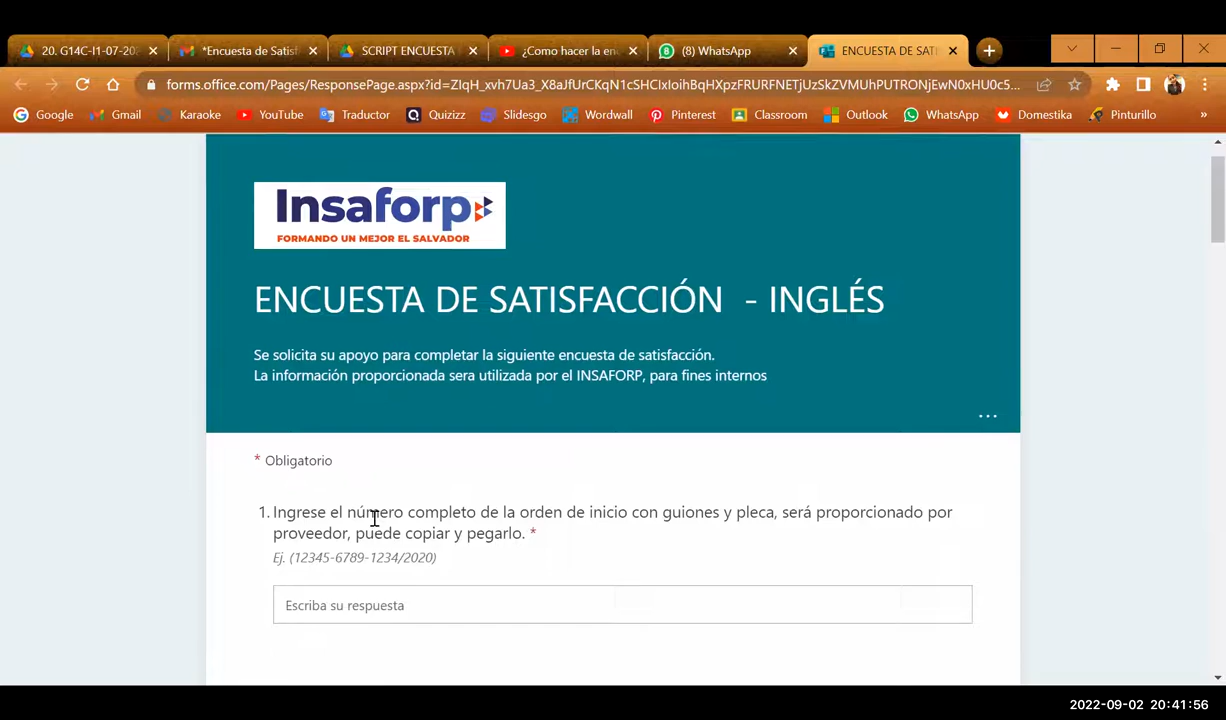 20. G14C-I1-07-202
*Encuesta de Satisf
SCRIPT ENCUESTA
¿Como hacer la en
8
(8) WhatsApp
ENCUESTA DE SATI
forms.office.com/Pages/ResponsePage.aspx?id=ZIqH_xvh7Ua3_X8aJfUrCKqN1cSHCIxIoihBqHXpzFRURFNETjUzSkZVMUhPUTRONjEwN0xHU0c5...
Google
Gmail
Karaoke
YouTube
Traductor
Quizizz
Slidesgo
Wordwall
Pinterest
Classroom
Outlook
WhatsApp
Domestika
Pinturillo
»
Insaforp
FORMANDO UN MEJOR EL SALVADOR
ENCUESTA DE SATISFACCIÓN - INGLÉS
Se solicita su apoyo para completar la siguiente encuesta de satisfacción.
La información proporcionada sera utilizada por el INSAFORP, para fines internos
...
* Obligatorio
1. Ingrese el número completo de la orden de inicio con guiones y pleca, será proporcionado por
proveedor, puede copiar y pegarlo. *
Ej. (12345-6789-1234/2020)
Escriba su respuesta
2022-09-02 20:41:56